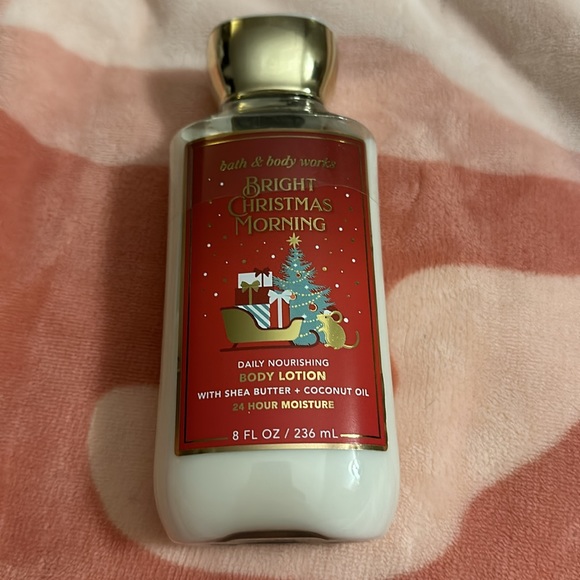 bath & body works
BRIGHT
CHRISTMAS
MORNING
DAILY NOURISHING
BODY LOTION
WITH SHEA BUTTER + COCONUT OIL
24 HOUR MOISTURE
8 FL OZ / 236 mL